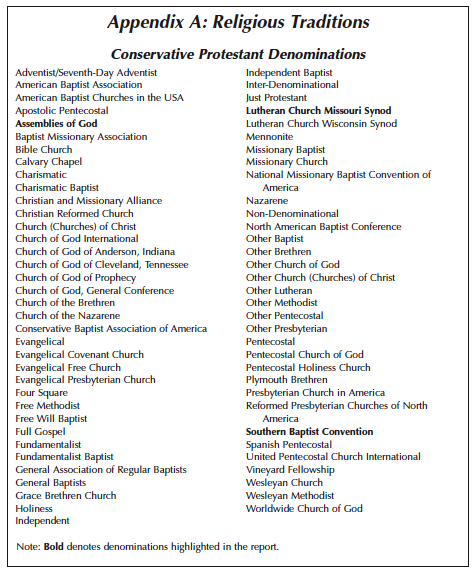 Appendix A: Religious Traditions
Conservative Protestant Denominations
Adventist/Seventh-Day Adventist
American Baptist Association
American Baptist Churches in the USA
Apostolic Pentecostal
Assemblies of God
Baptist Missionary Association
Bible Church
Calvary Chapel
Charismatic
Charismatic Baptist
Christian and Missionary Alliance
Christian Reformed Church
Church (Churches) of Christ
Church of God International
Church of God of Anderson, Indiana
Church of God of Cleveland, Tennessee
Church of God of Prophecy
Church of God, General Conference
Church of the Brethren
Church of the Nazarene
Conservative Baptist Association of America
Evangelical
Evangelical Covenant Church
Evangelical Free Church
Evangelical Presbyterian Church
Four Square
Free Methodist
Free Will Baptist
Full Gospel
Fundamentalist
Fundamentalist Baptist
General Association of Regular Baptists
General Baptists
Grace Brethren Church
Holiness
Independent
Independent Baptist
Inter-Denominational
Just Protestant
Lutheran Church Missouri Synod
Lutheran Church Wisconsin Synod
Mennonite
Missionary Baptist
Missionary Church
National Missionary Baptist Convention of
America
Nazarene
Non-Denominational
North American Baptist Conference
Other Baptist
Other Brethren
Other Church of God
Other Church (Churches) of Christ
Other Lutheran
Other Methodist
Other Pentecostal
Other Presbyterian
Pentecostal
Pentecostal Church of God
Pentecostal Holiness Church
Plymouth Brethren
Presbyterian Church in America
Reformed Presbyterian Churches of North
America
Southern Baptist Convention
Spanish Pentecostal
United Pentecostal Church International
Vineyard Fellowship
Wesleyan Church
Wesleyan Methodist
Worldwide Church of God
Note: Bold denotes denominations highlighted in the report.